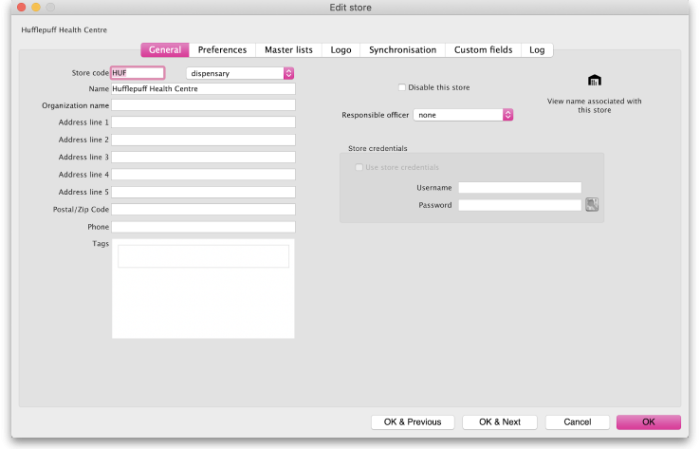 Edit store
Hufflepuff Health Centre
General Preferences Master lists Logo Synchronisation Custom fields Log
Store code HUF dispensary
Name Hufflepuff Health Centre
Organization name
Address line 1
Address line 2
Address line 3
Address line 4
Address line 5
Postal/Zip Code
Phone
Tags
Disable this store
Responsible officer none
View name associated with
this store
Store credentials
Use store credentials
Username
Password
OK & Previous OK & Next Cancel OK